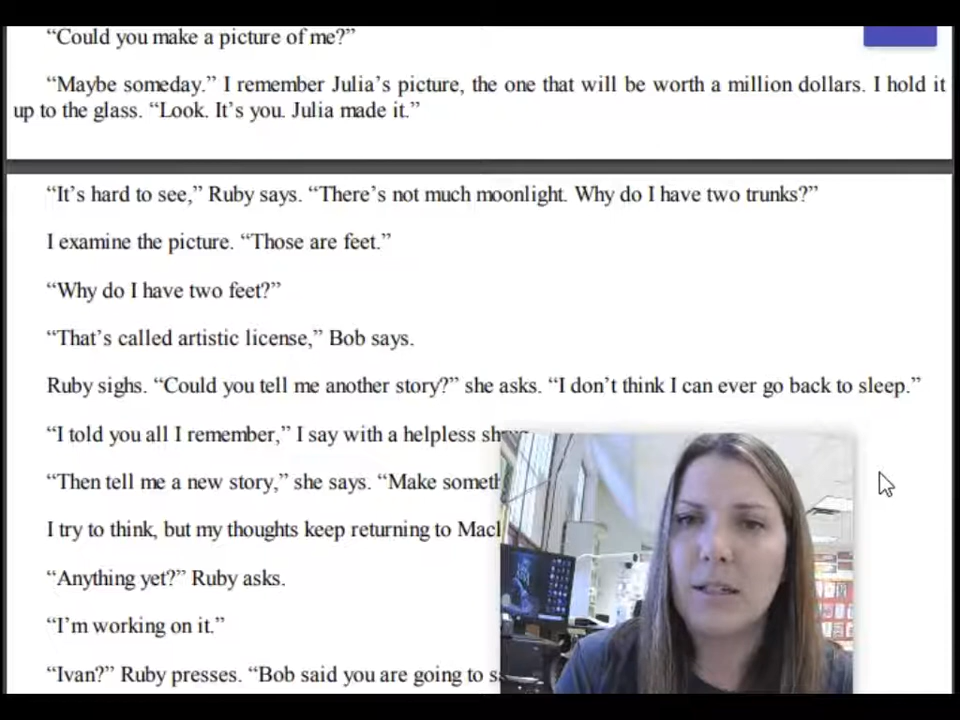 “Could you make a picture of me?”
“Maybe someday.” I remember Julia’s picture, the one that will be worth a million dollars. I hold it
up to the glass. “Look. It’s you. Julia made it.”
“It’s hard to see,” Ruby says. “There’s not much moonlight. Why do I have two trunks?”
I examine the picture. “Those are feet.”
“Why do I have two feet?”
“That’s called artistic license,” Bob says.
Ruby sighs. “Could you tell me another story?” she asks. “I don’t think I can ever go back to sleep.”
“I told you all I remember,” I say with a helpless
“Then tell me a new story,” she says. “Make
I try to think, but my thoughts keep returning to
“Anything yet?” Ruby asks.
“I’m working on it.”
“Ivan?” Ruby presses. “Bob said you are going to